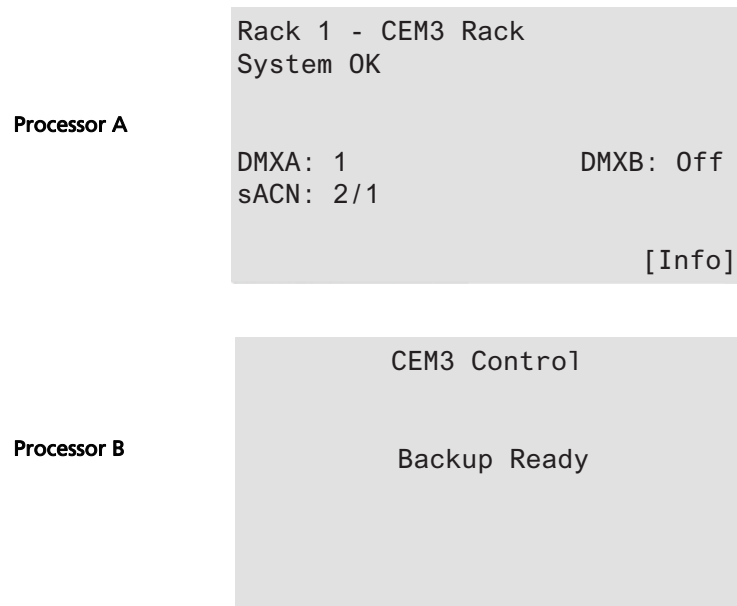 Processor A
Rack 1 - CEM3 Rack
System OK
DMXA: 1 DMXB: Off
sACN: 2/1
[Info]
Processor B
CEM3 Control
Backup Ready